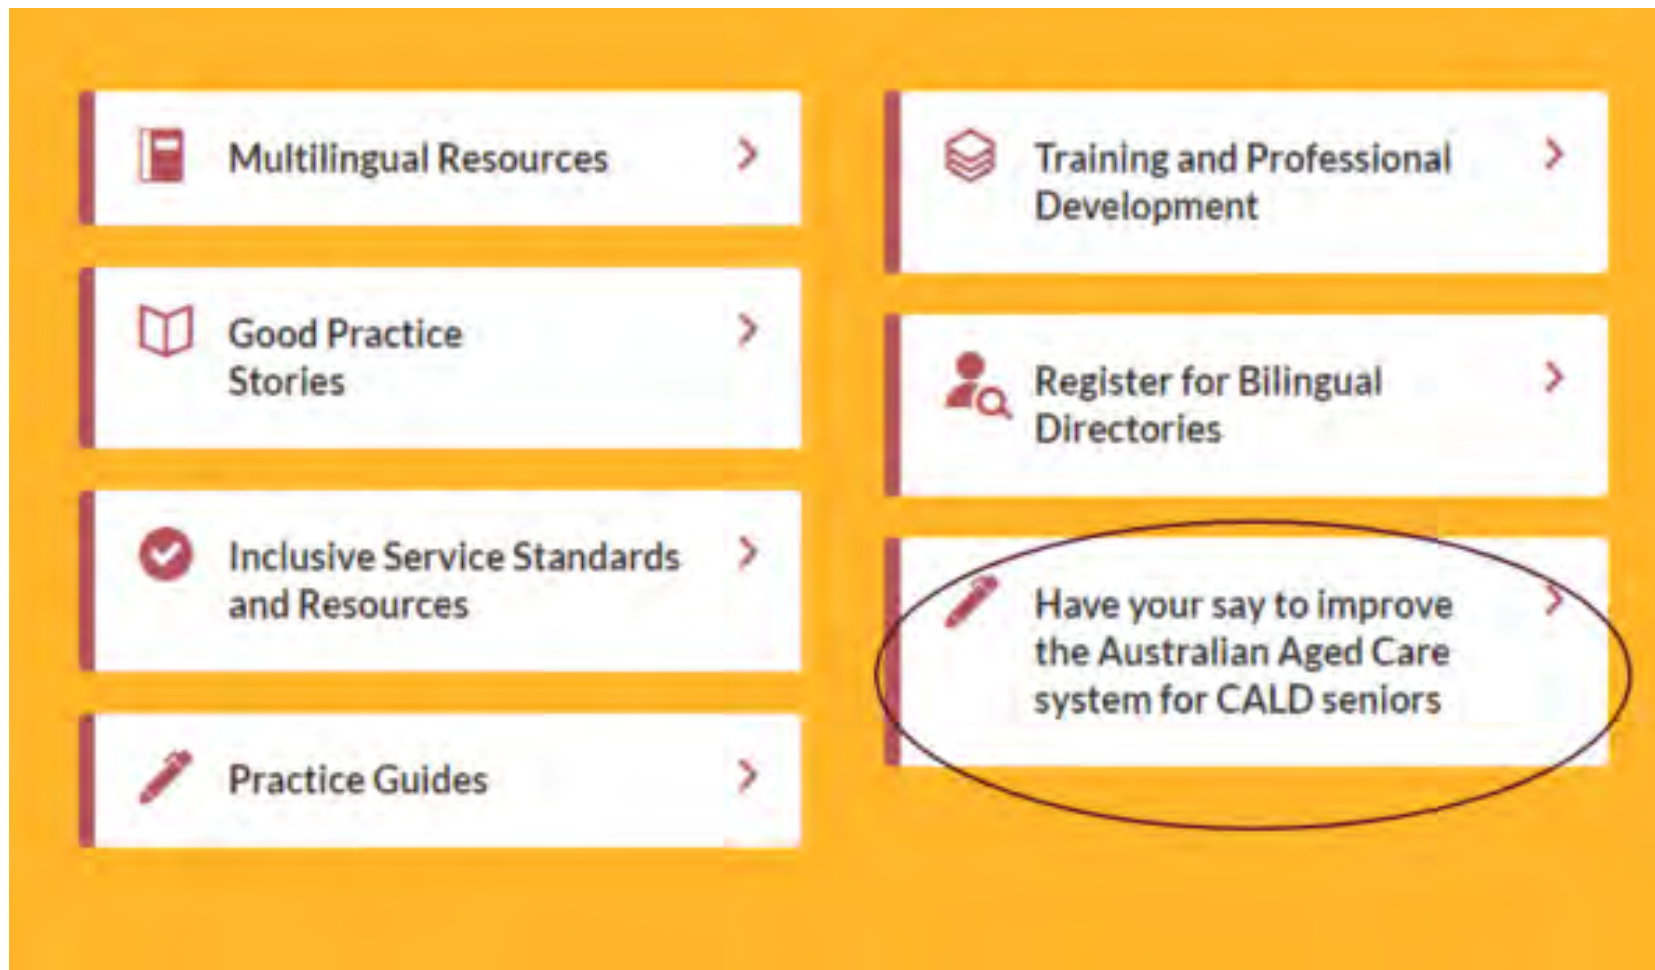 Multilingual Resources
Good Practice
Stories
Inclusive Service Standards
and Resources
Practice Guides
Training and Professional
Development
Register for Bilingual
Directories
Have your say to improve
the Australian Aged Care
system for CALD seniors